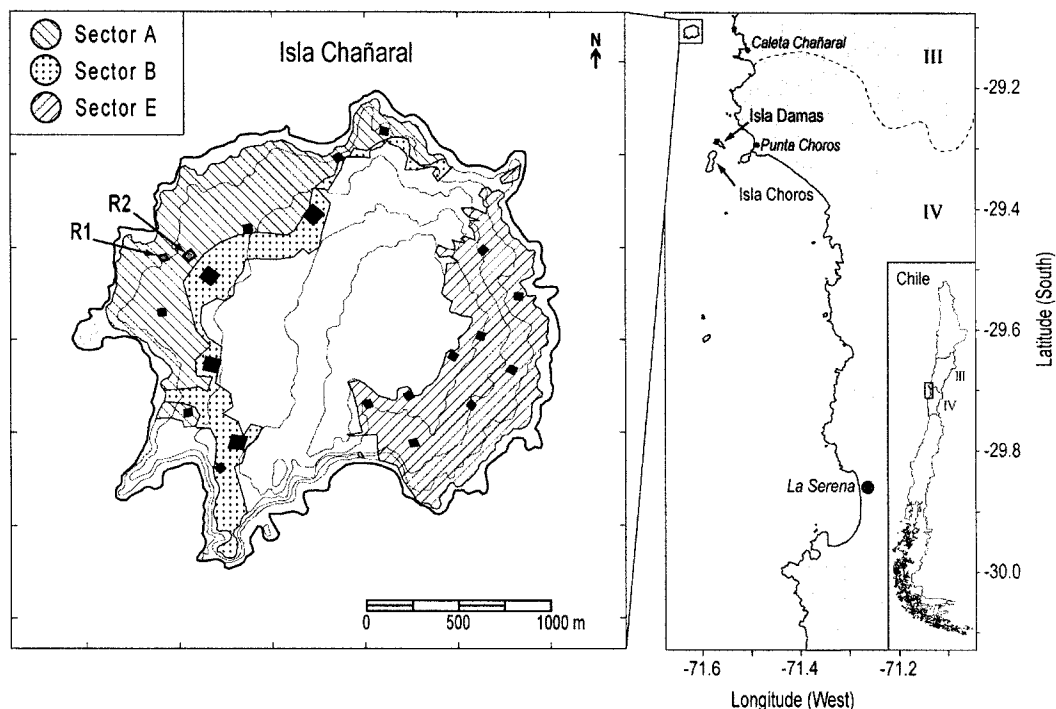 Sector A
Sector B
Sector E
Isla Chañaral
N
R2
R1
0 500 1000 m
Caleta Chañaral
III
Isla Damas
Punta Choros
Isla Choros
IV
Chile
III
IV
La Serena
-29.2
-29.4
-29.6
-29.8
-30.0
Latitude (South)
-71.6 -71.4 -71.2
Longitude (West)